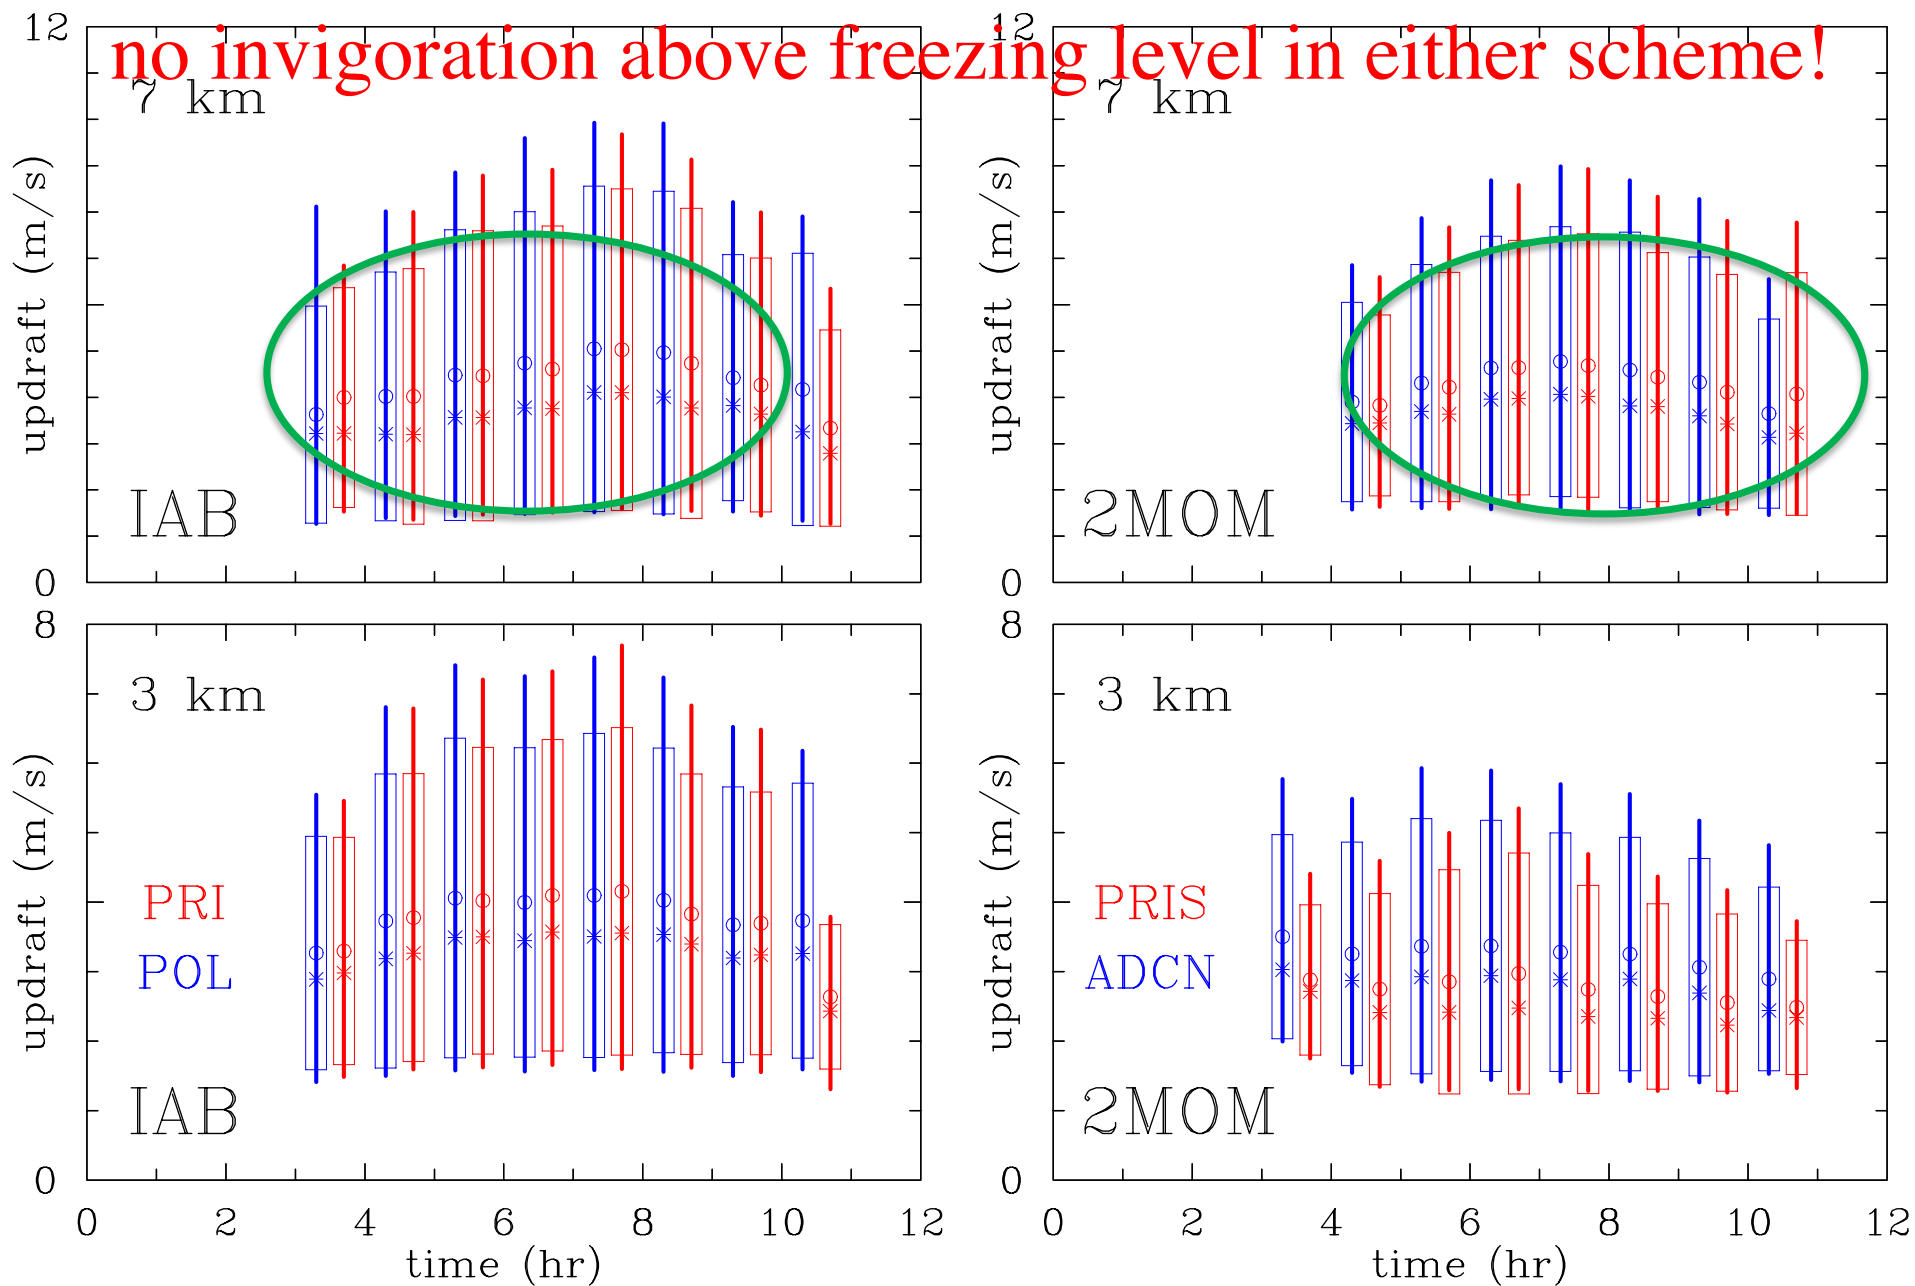 no invigoration above freezing level in either scheme!
12
7 km
updraft (m/s)
IAB
0
12
7 km
updraft (m/s)
2MOM
0
8
3 km
updraft (m/s)
PRI
POL
IAB
0
0 2 4 6 8 10 12
time (hr)
8
3 km
updraft (m/s)
PRIS
ADCN
2MOM
0
0 2 4 6 8 10 12
time (hr)